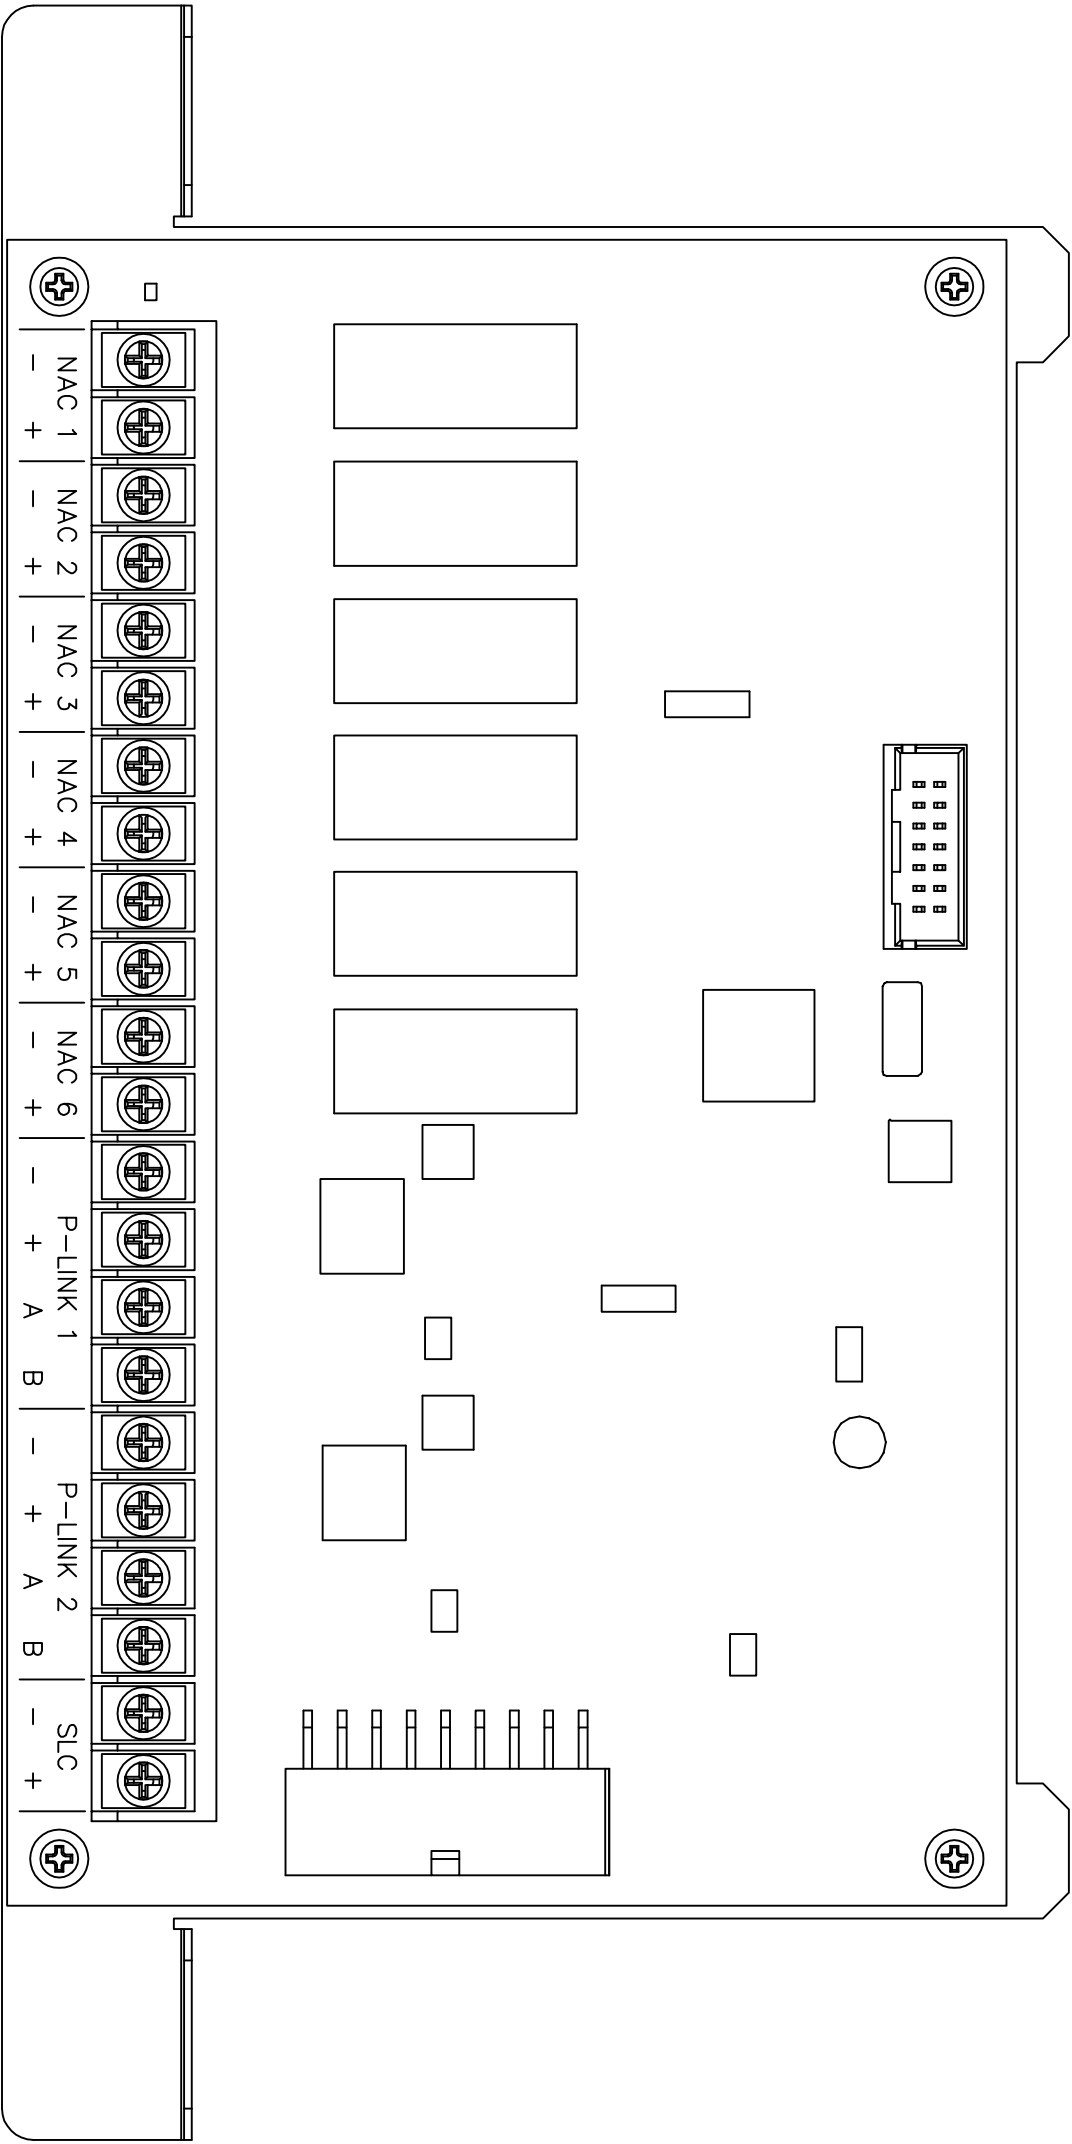 NAC 1
− +
NAC 2
− +
NAC 3
− +
NAC 4
− +
NAC 5
− +
NAC 6
− +
P-LINK 1
− + A B
P-LINK 2
− + A B
SLC
− +